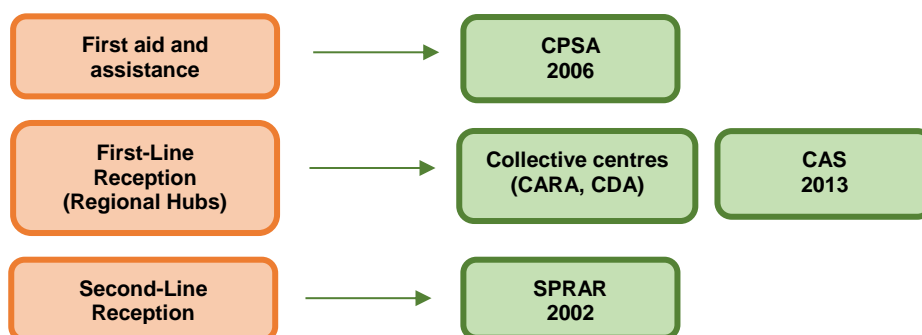 First aid and
assistance
CPSA
2006
First-Line
Reception
(Regional Hubs)
Collective centres
(CARA, CDA)
CAS
2013
Second-Line
Reception
SPRAR
2002